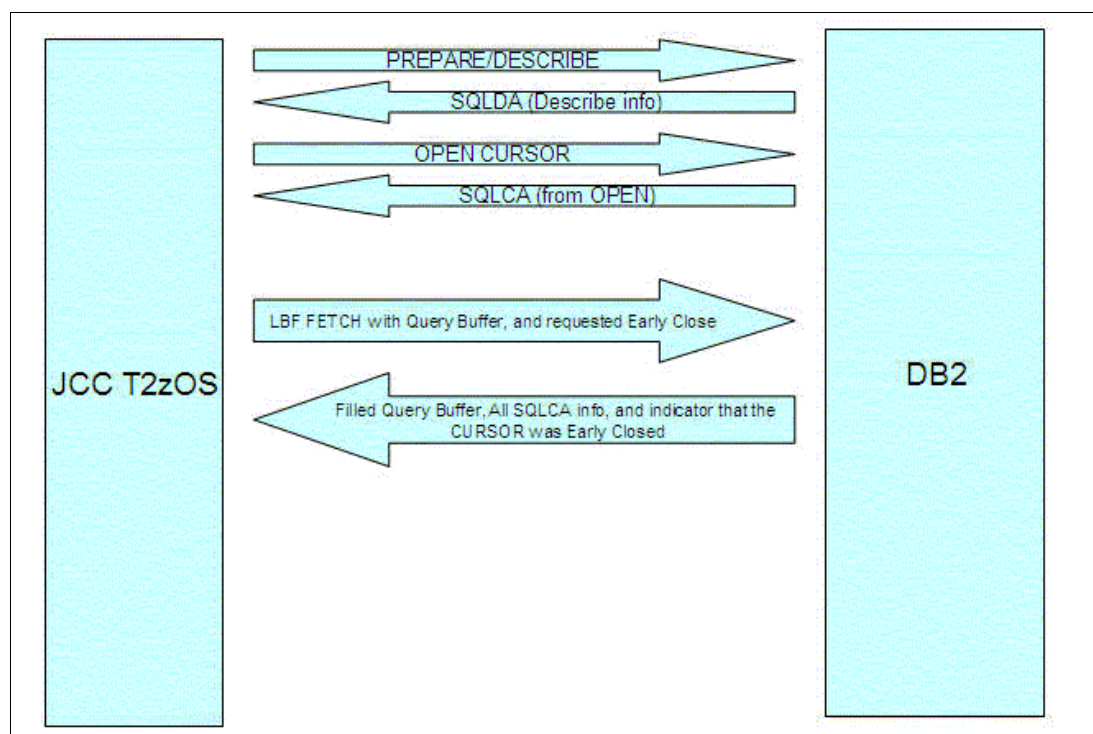 PREPARE/DESCRIBE
SQLDA (Describe info)
OPEN CURSOR
SQLCA (from OPEN)
LBF FETCH with Query Buffer, and requested Early Close
JCC T2zOS
DB2
Filled Query Buffer, All SQLCA info, and indicator that the
CURSOR was Early Closed